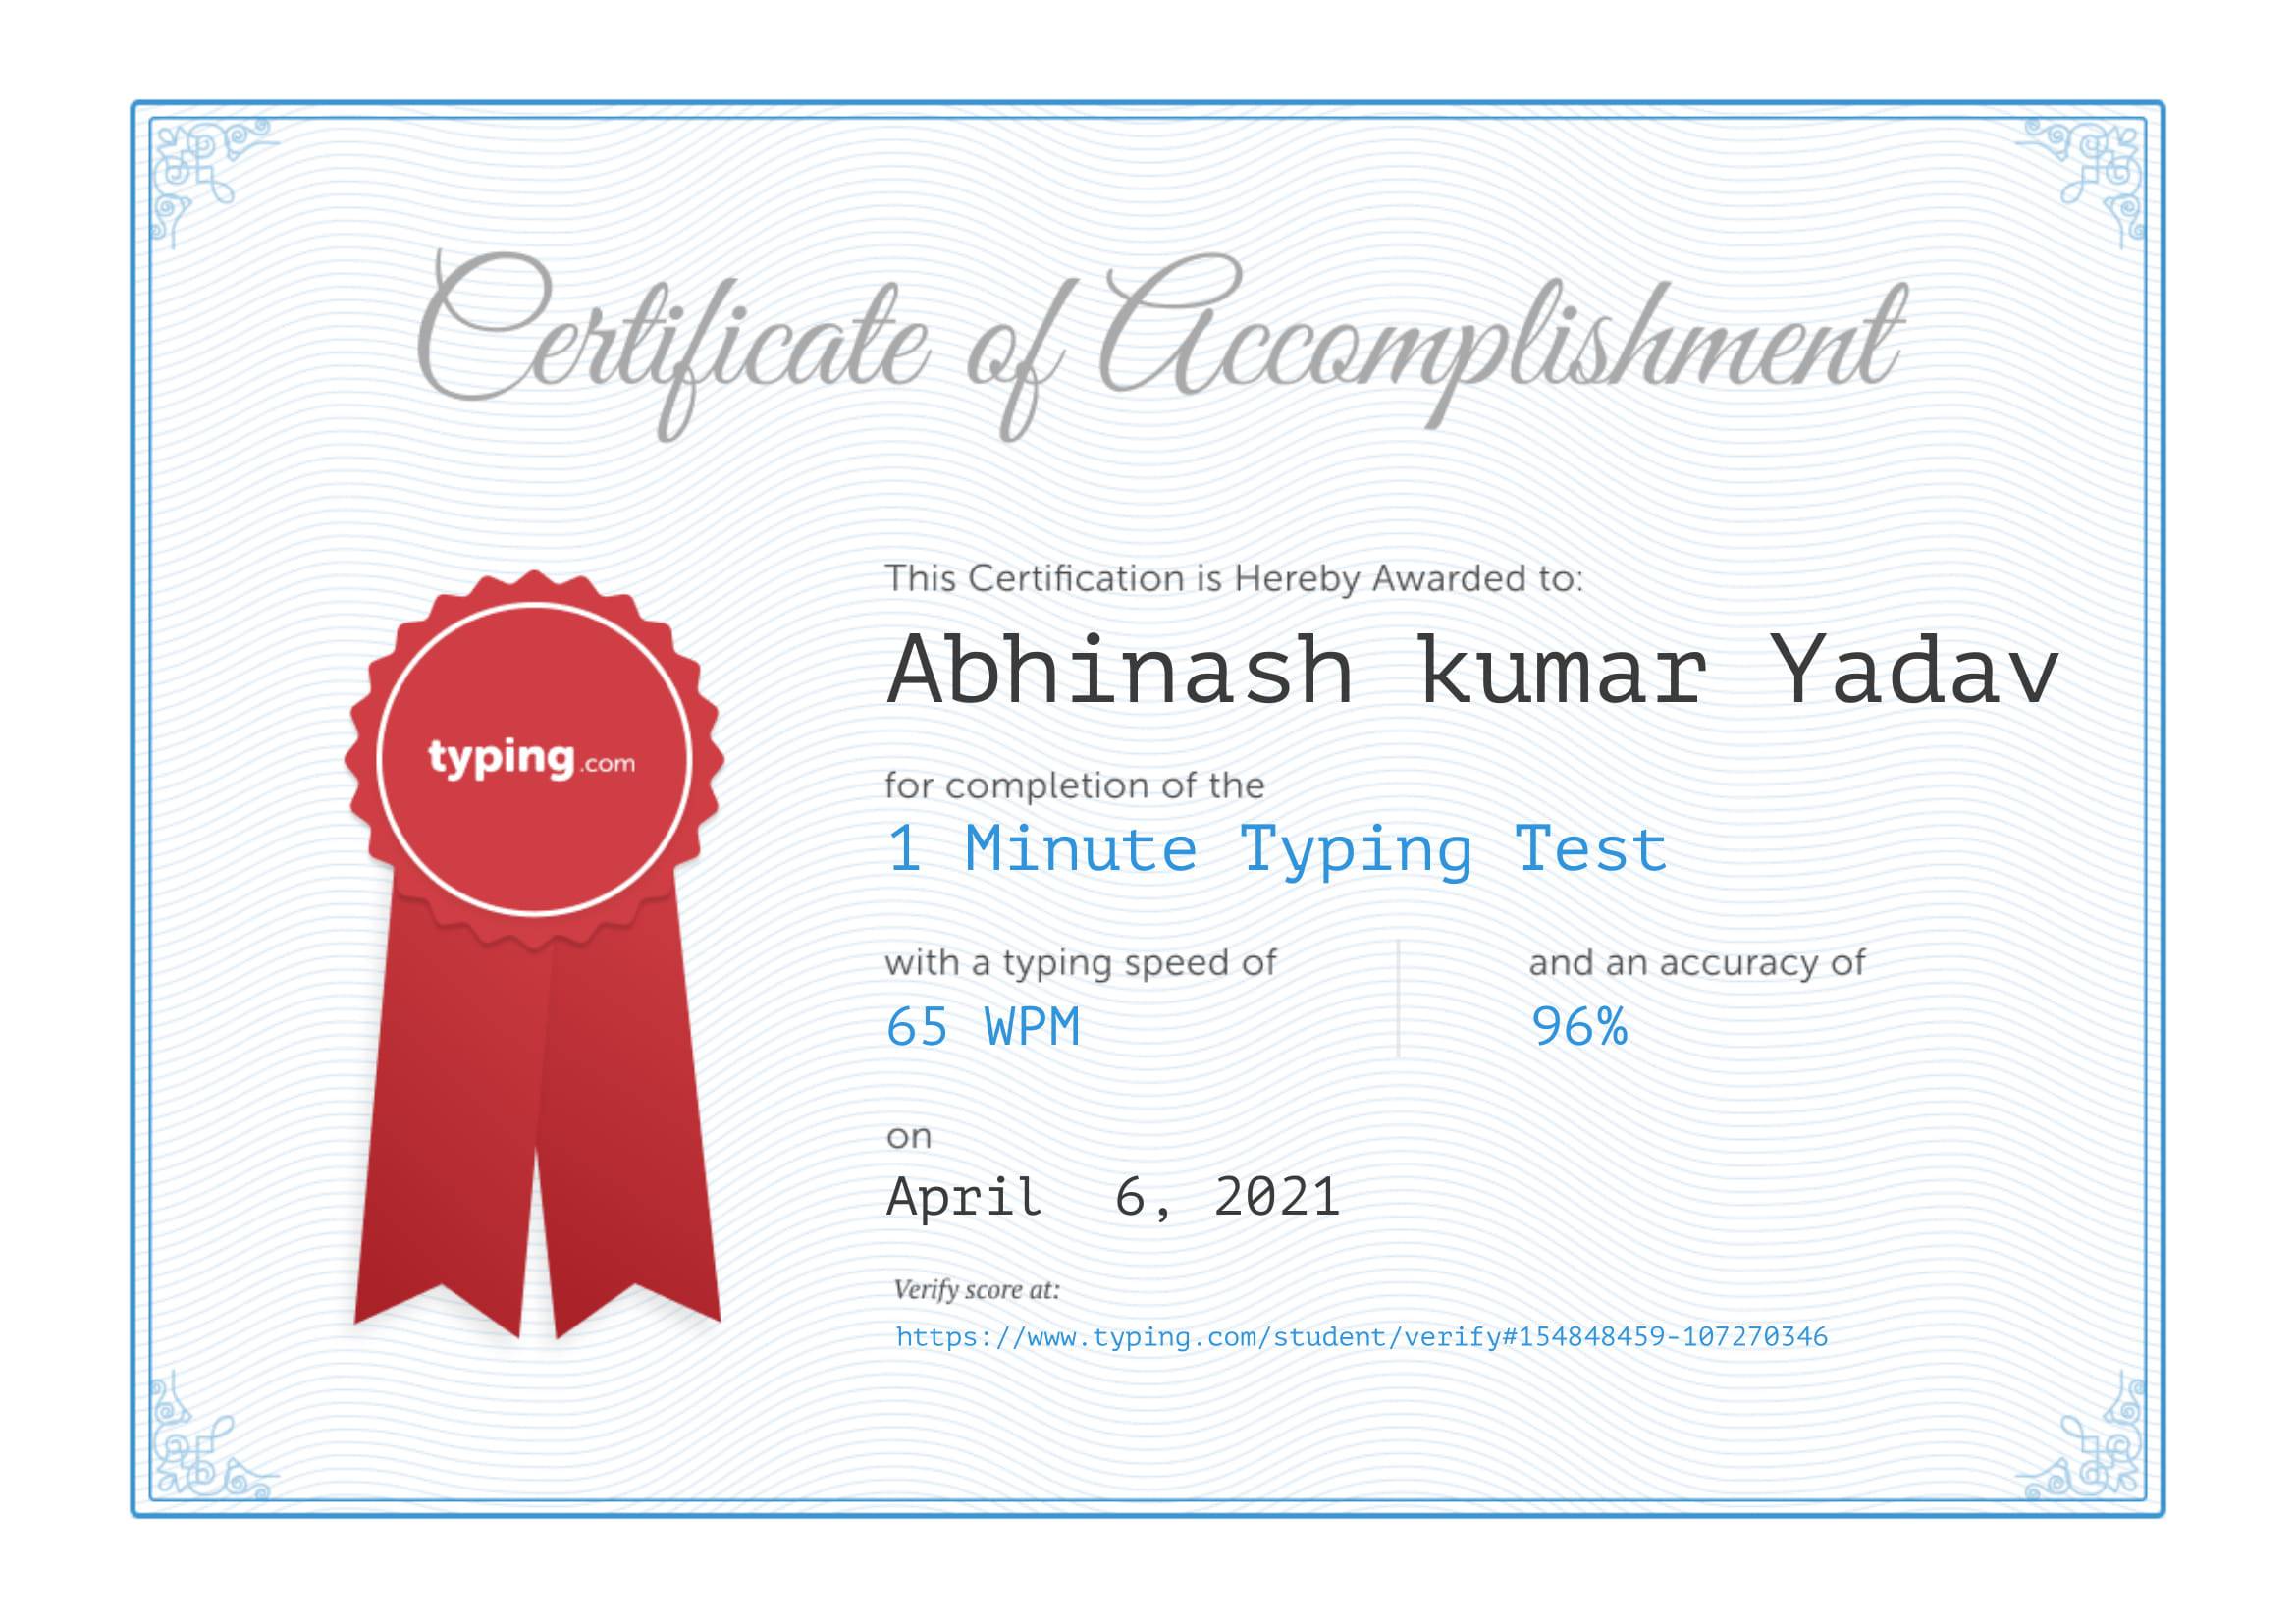 Certificate of Accomplishment
This Certification is Hereby Awarded to:
Abhinash kumar Yadav
typing.com
for completion of the
1 Minute Typing Test
with a typing speed of
and an accuracy of
65 WPM
96%
on
April 6, 2021
Verify score at:
https://www.typing.com/student/verify#154848459-107270346